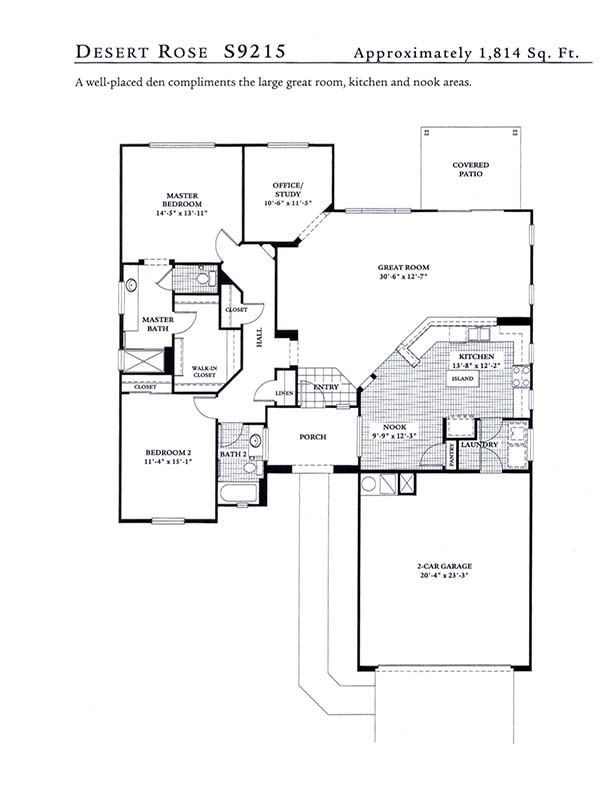 DESERT ROSE S9215
Approximately 1,814 SQ. FT.
A well-placed den compliments the large great room, kitchen and nook areas.
COVERED
PATIO
MASTER
BEDROOM
14'-5" x 13'-11"
OFFICE/
STUDY
10'-6" x 11'-5"
GREAT ROOM
30'-6" x 12'-7"
CLOSET
MASTER
BATH
HALL
WALK-IN
CLOSET
KITCHEN
13'-8" x 12'-2"
ISLAND
CLOSET
LINEN
ENTRY
NOOK
9'-9" x 12'-3"
PORCH
LAUNDRY
PANTRY
BEDROOM 2
11'-4" x 15'-1"
BATH 2
2-CAR GARAGE
20'-4" x 23'-3"